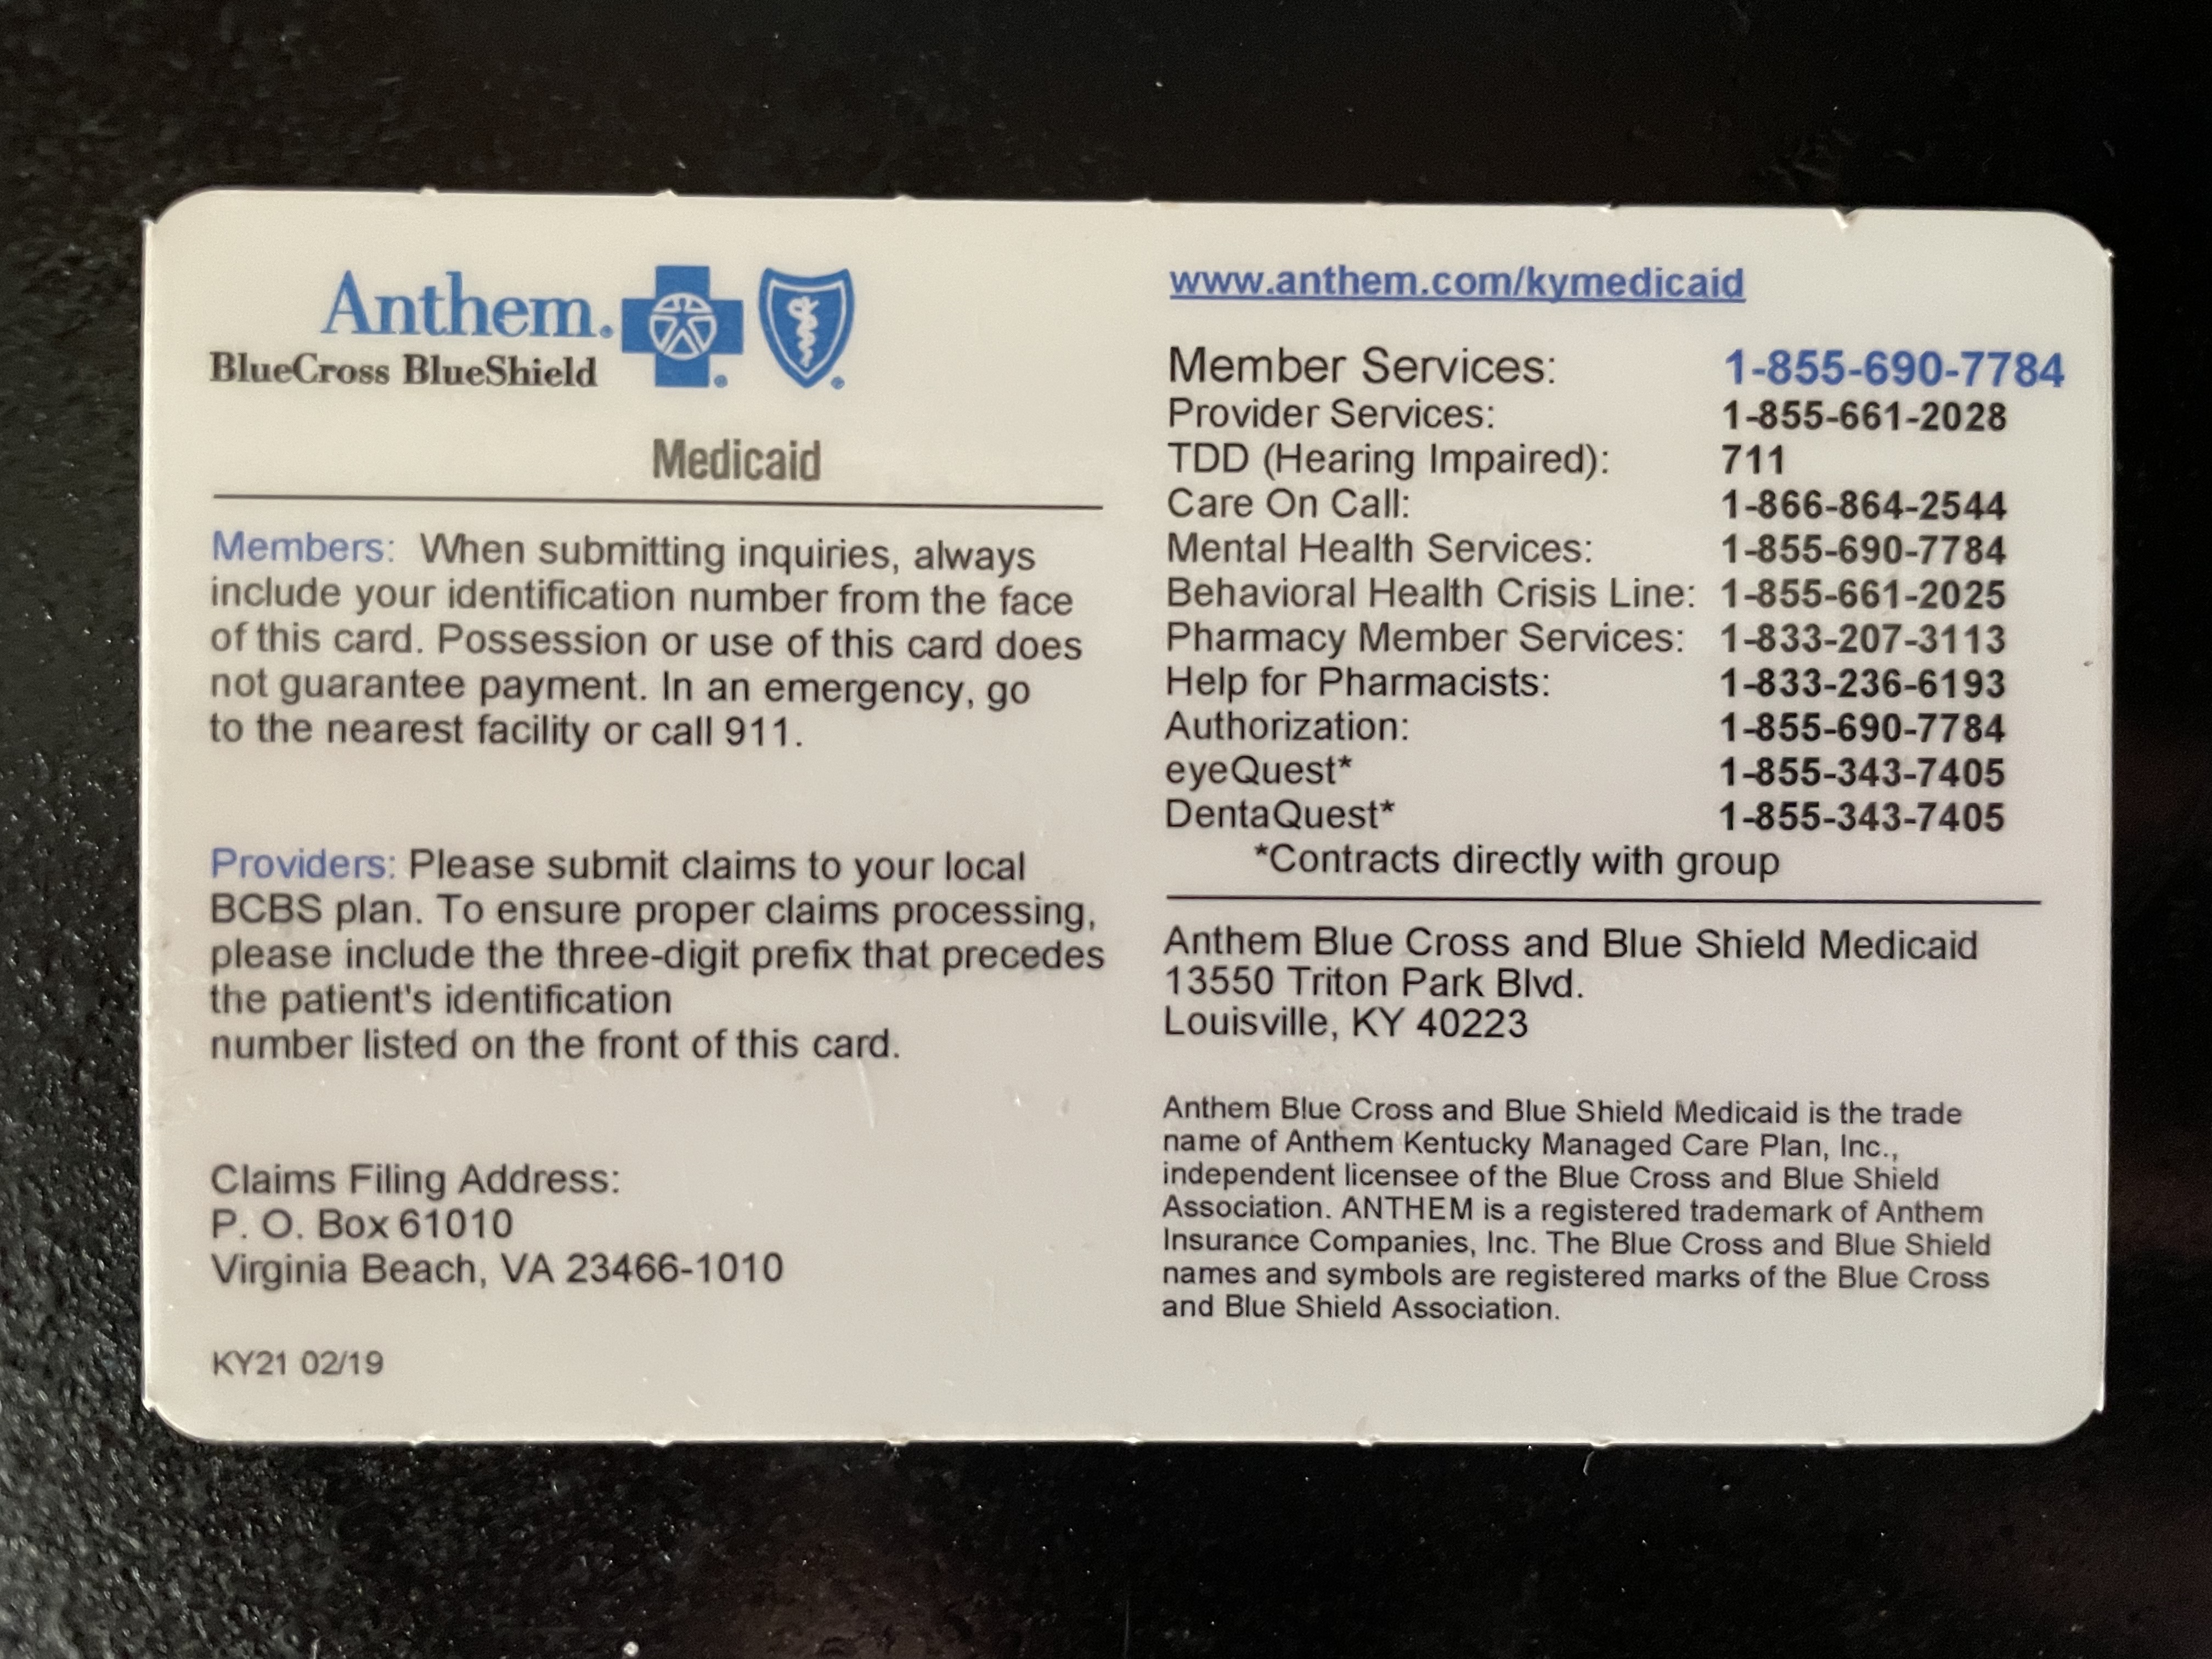 Anthem.
BlueCross BlueShield
Medicaid
Members: When submitting inquiries, always
include your identification number from the face
of this card. Possession or use of this card does
not guarantee payment. In an emergency, go
to the nearest facility or call 911.
Providers: Please submit claims to your local
BCBS plan. To ensure proper claims processing,
please include the three-digit prefix that precedes
the patient's identification
number listed on the front of this card.
Claims Filing Address:
P. O. Box 61010
Virginia Beach, VA 23466-1010
KY21 02/19
www.anthem.com/kymedicaid
Member Services: 1-855-690-7784
Provider Services: 1-855-661-2028
TDD (Hearing Impaired): 711
Care On Call: 1-866-864-2544
Mental Health Services: 1-855-690-7784
Behavioral Health Crisis Line: 1-855-661-2025
Pharmacy Member Services: 1-833-207-3113
Help for Pharmacists: 1-833-236-6193
Authorization: 1-855-690-7784
eyeQuest* 1-855-343-7405
DentaQuest* 1-855-343-7405
*Contracts directly with group
Anthem Blue Cross and Blue Shield Medicaid
13550 Triton Park Blvd.
Louisville, KY 40223
Anthem Blue Cross and Blue Shield Medicaid is the trade
name of Anthem Kentucky Managed Care Plan, Inc.,
independent licensee of the Blue Cross and Blue Shield
Association. ANTHEM is a registered trademark of Anthem
Insurance Companies, Inc. The Blue Cross and Blue Shield
names and symbols are registered marks of the Blue Cross
and Blue Shield Association.